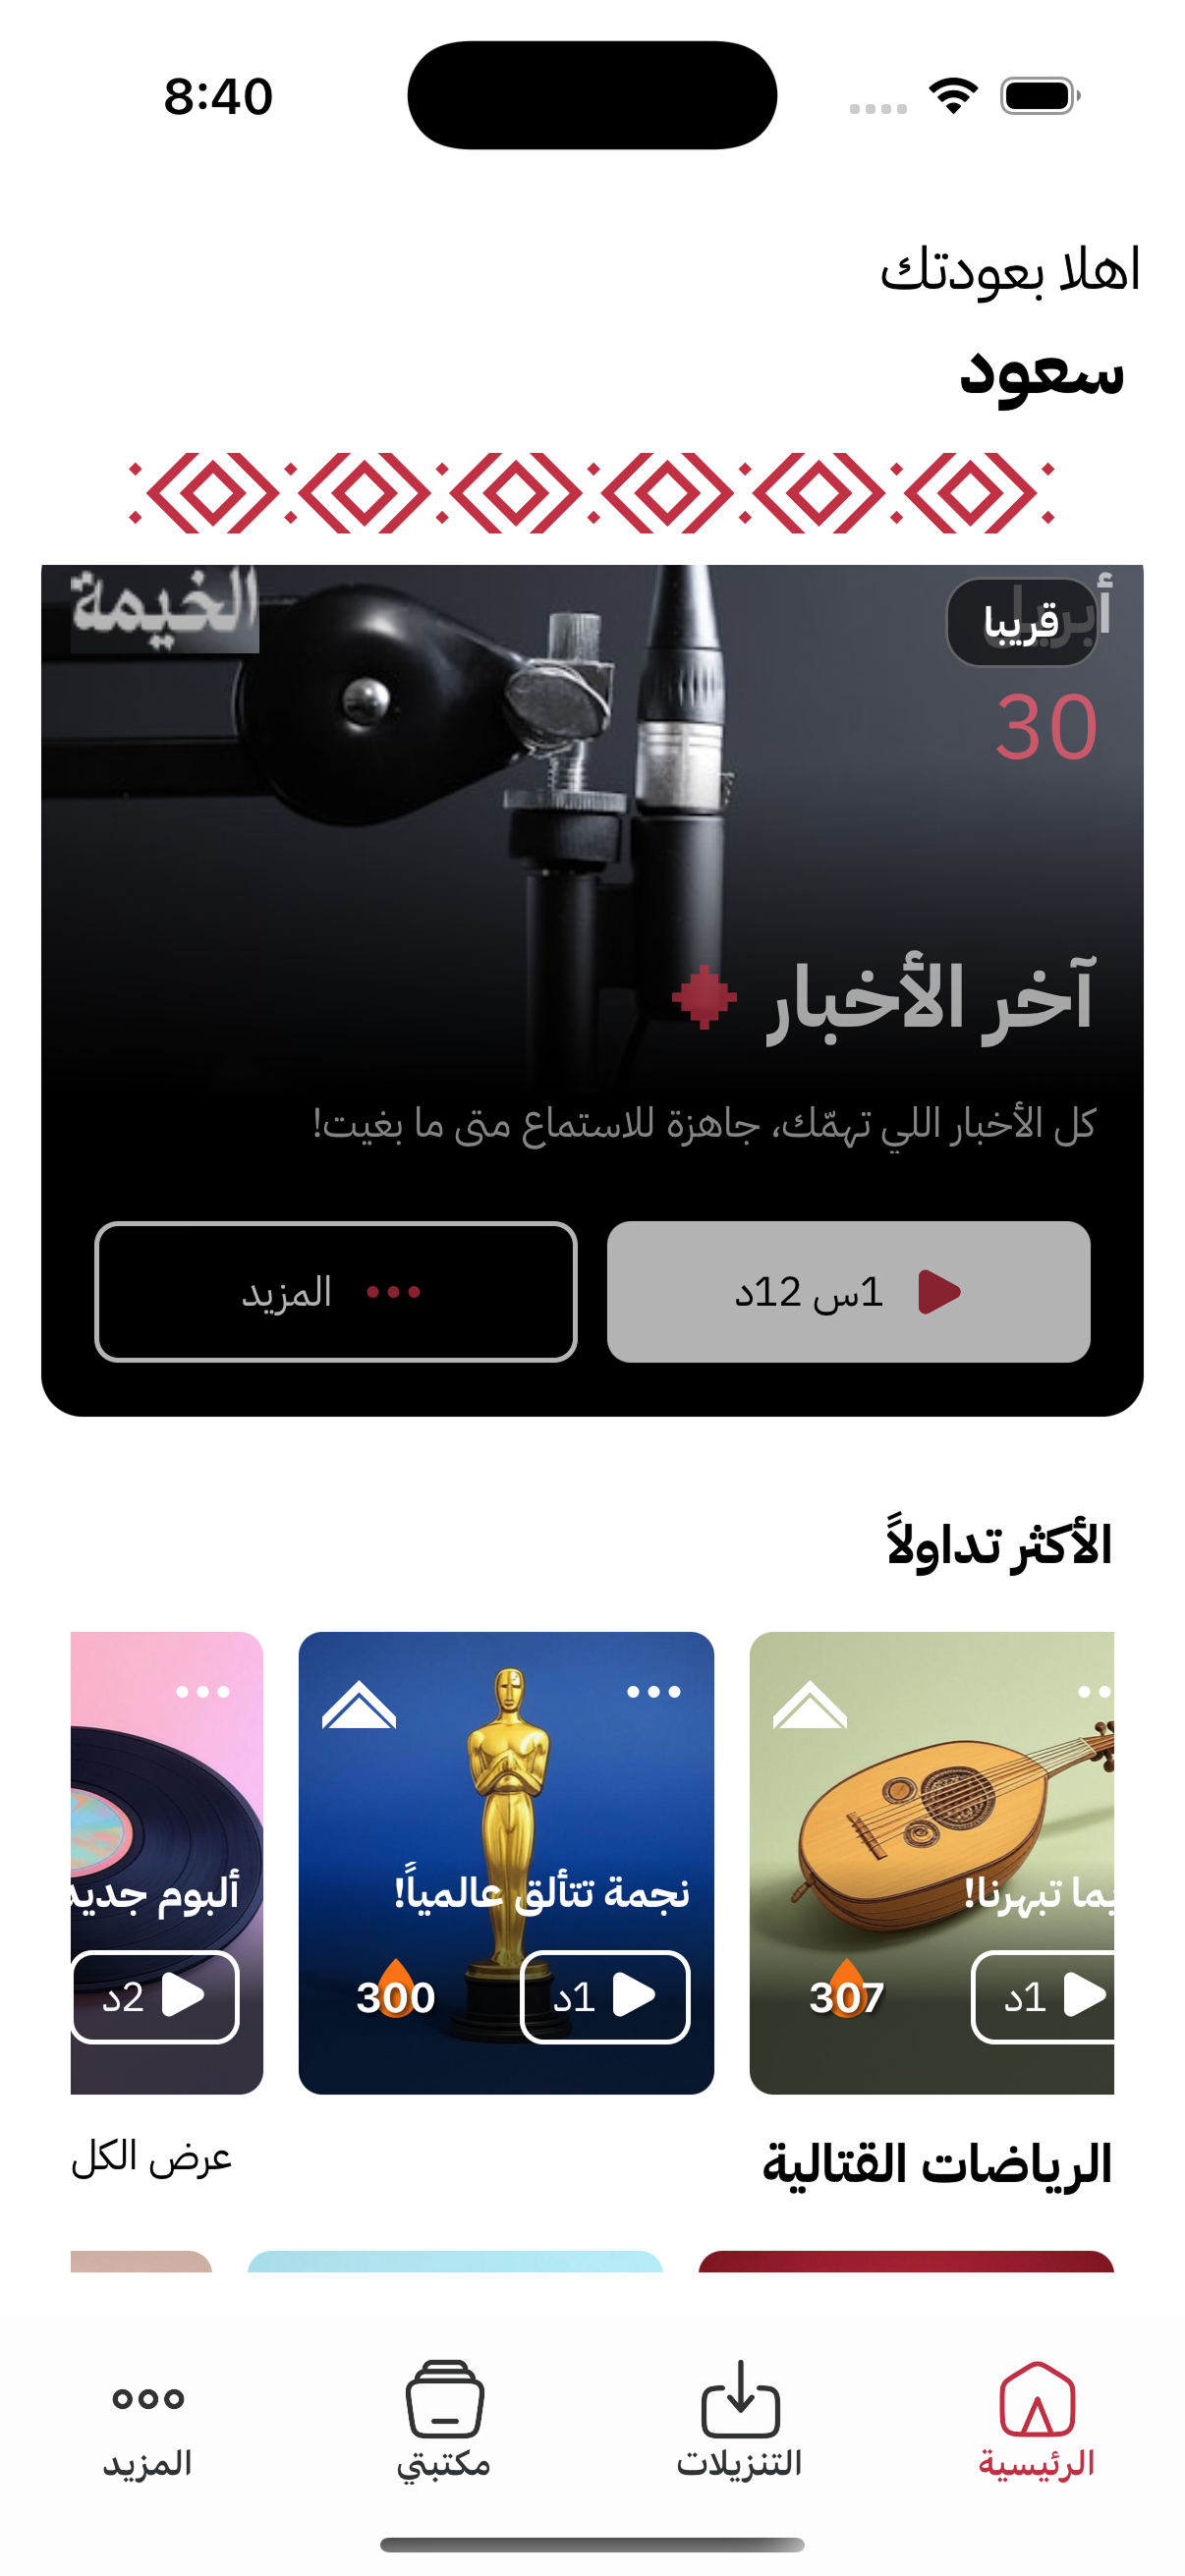 8:40
اهلا بعودتك
سعود
الخيمة
أبريل
قريبا
30
آخر الأخبار
كل الأخبار اللي تهمّك، جاهزة للاستماع متى ما بغيت!
1س 12د
المزيد
الأكثر تداولاً
تبهرنا!
1د
307
نجمة تتألق عالمياً!
1د
300
ألبوم جديد
2د
الرياضات القتالية
عرض الكل
الرئيسية
التنزيلات
مكتبتي
المزيد